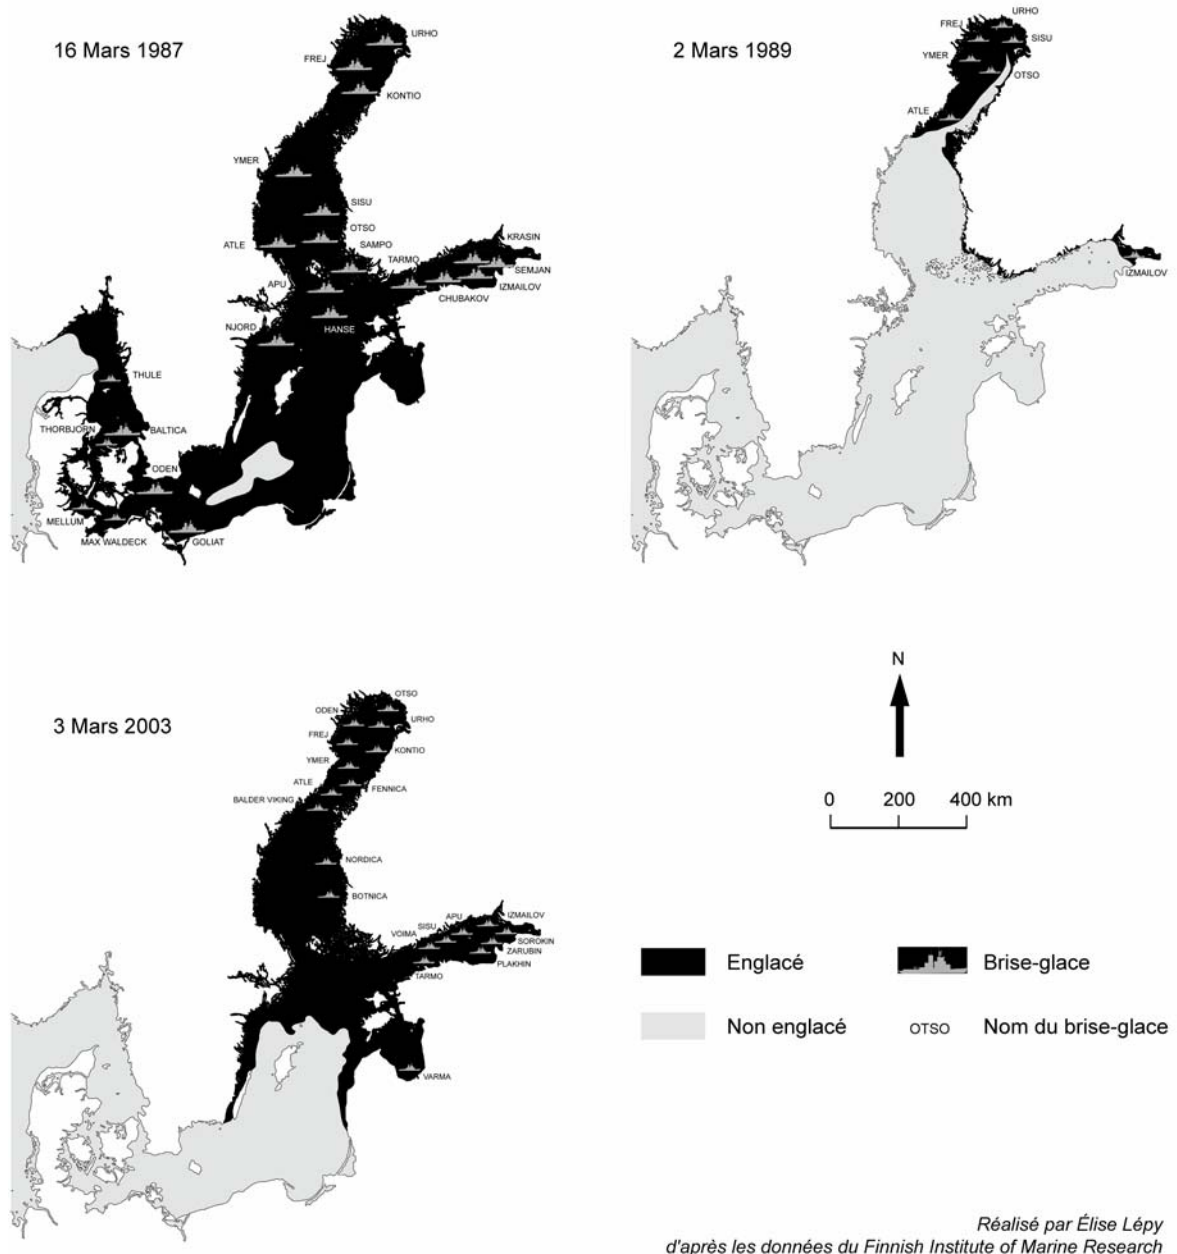 16 Mars 1987
URHO
FREJ
KONTIO
YMER
SISU
OTSO
ATLE
SAMPO
TARMO
KRASIN
SEMJAN
IZMAILOV
CHUBAKOV
APU
HANSE
NJORD
THULE
THORBJORN
BALTICA
ODEN
MELLUM
MAX WALDECK
GOLIAT
2 Mars 1989
URHO
FREJ
SISU
YMER
OTSO
ATLE
IZMAILOV
3 Mars 2003
OTSO
ODEN
URHO
FREJ
KONTIO
YMER
ATLE
FENNICA
BALDER VIKING
NORDICA
BOTNICA
APU
IZMAILOV
SISU
VOIMA
SOROKIN
ZARUBIN
PLAKHIN
TARMO
VARMA
N
0 200 400 km
Englacé
Brise-glace
Non englacé
OTSO Nom du brise-glace
Réalisé par Élise Lépy
d'après les données du Finnish Institute of Marine Research